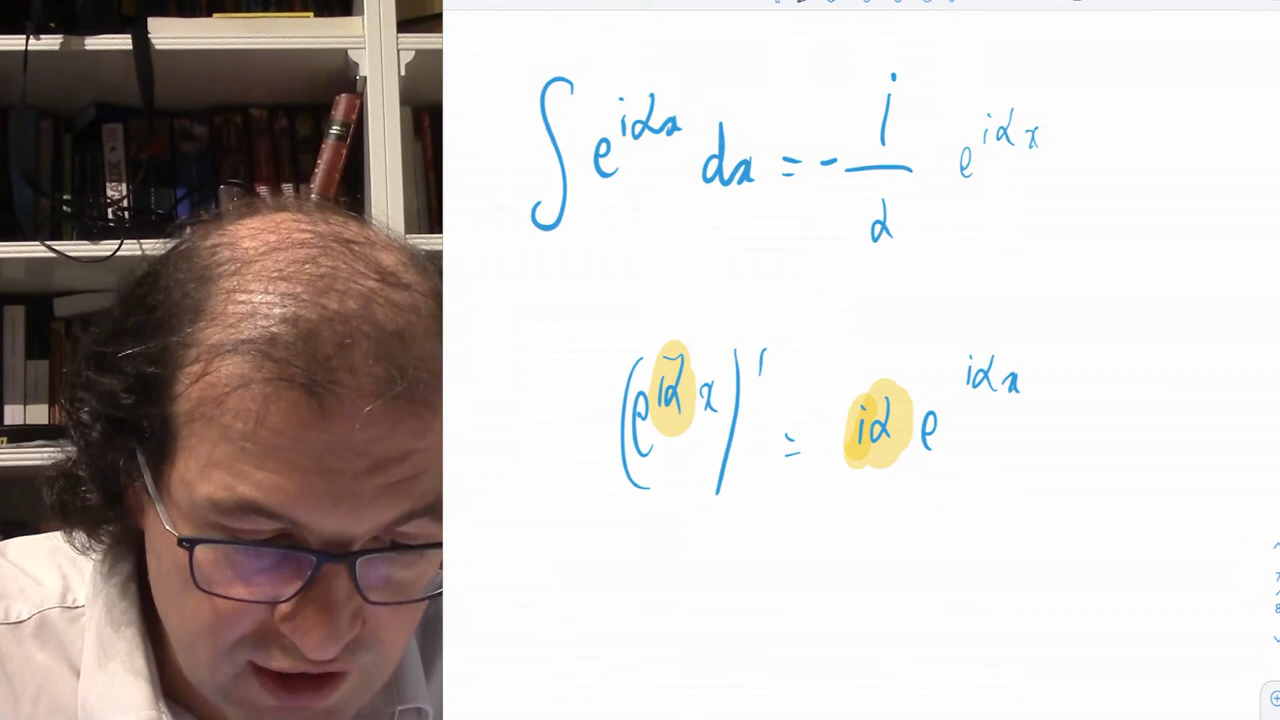 ∫ e^{iαx} dx = - i/α e^{iαx}
(e^{iαx})' = iα e^{iαx}